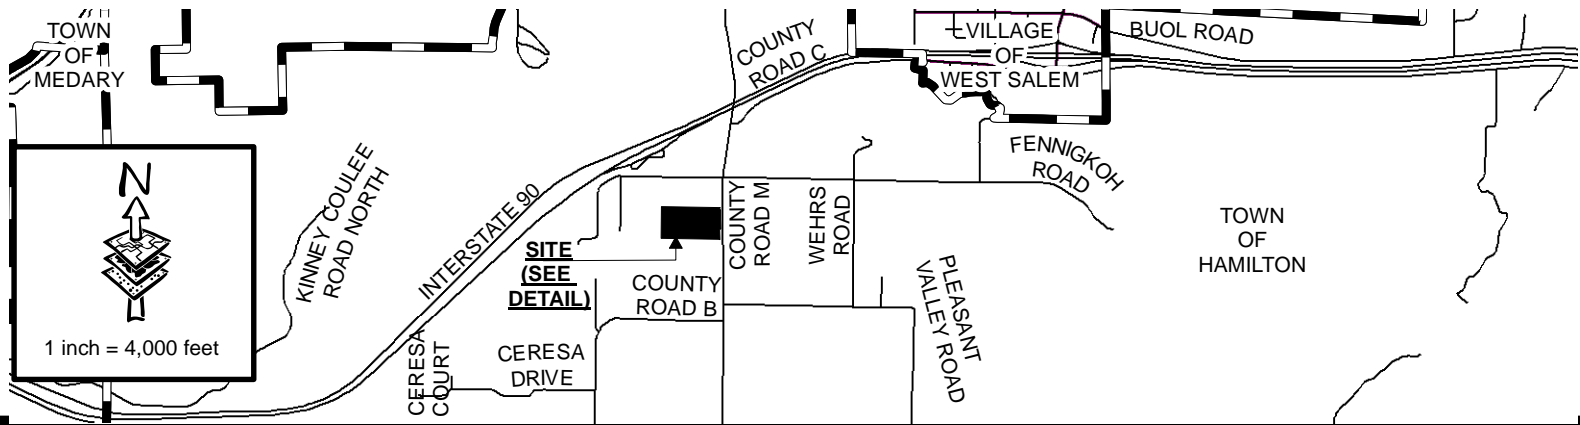 TOWN
OF
MEDARY
COUNTY
ROAD C
VILLAGE
OF
WEST SALEM
BUOL ROAD
N
1 inch = 4,000 feet
KINNEY COULEE
ROAD NORTH
INTERSTATE 90
SITE
(SEE
DETAIL)
COUNTY
ROAD M
WEHRS
ROAD
FENNIGKOH
ROAD
TOWN
OF
HAMILTON
COUNTY
ROAD B
PLEASANT
VALLEY ROAD
CERESA
COURT
CERESA
DRIVE